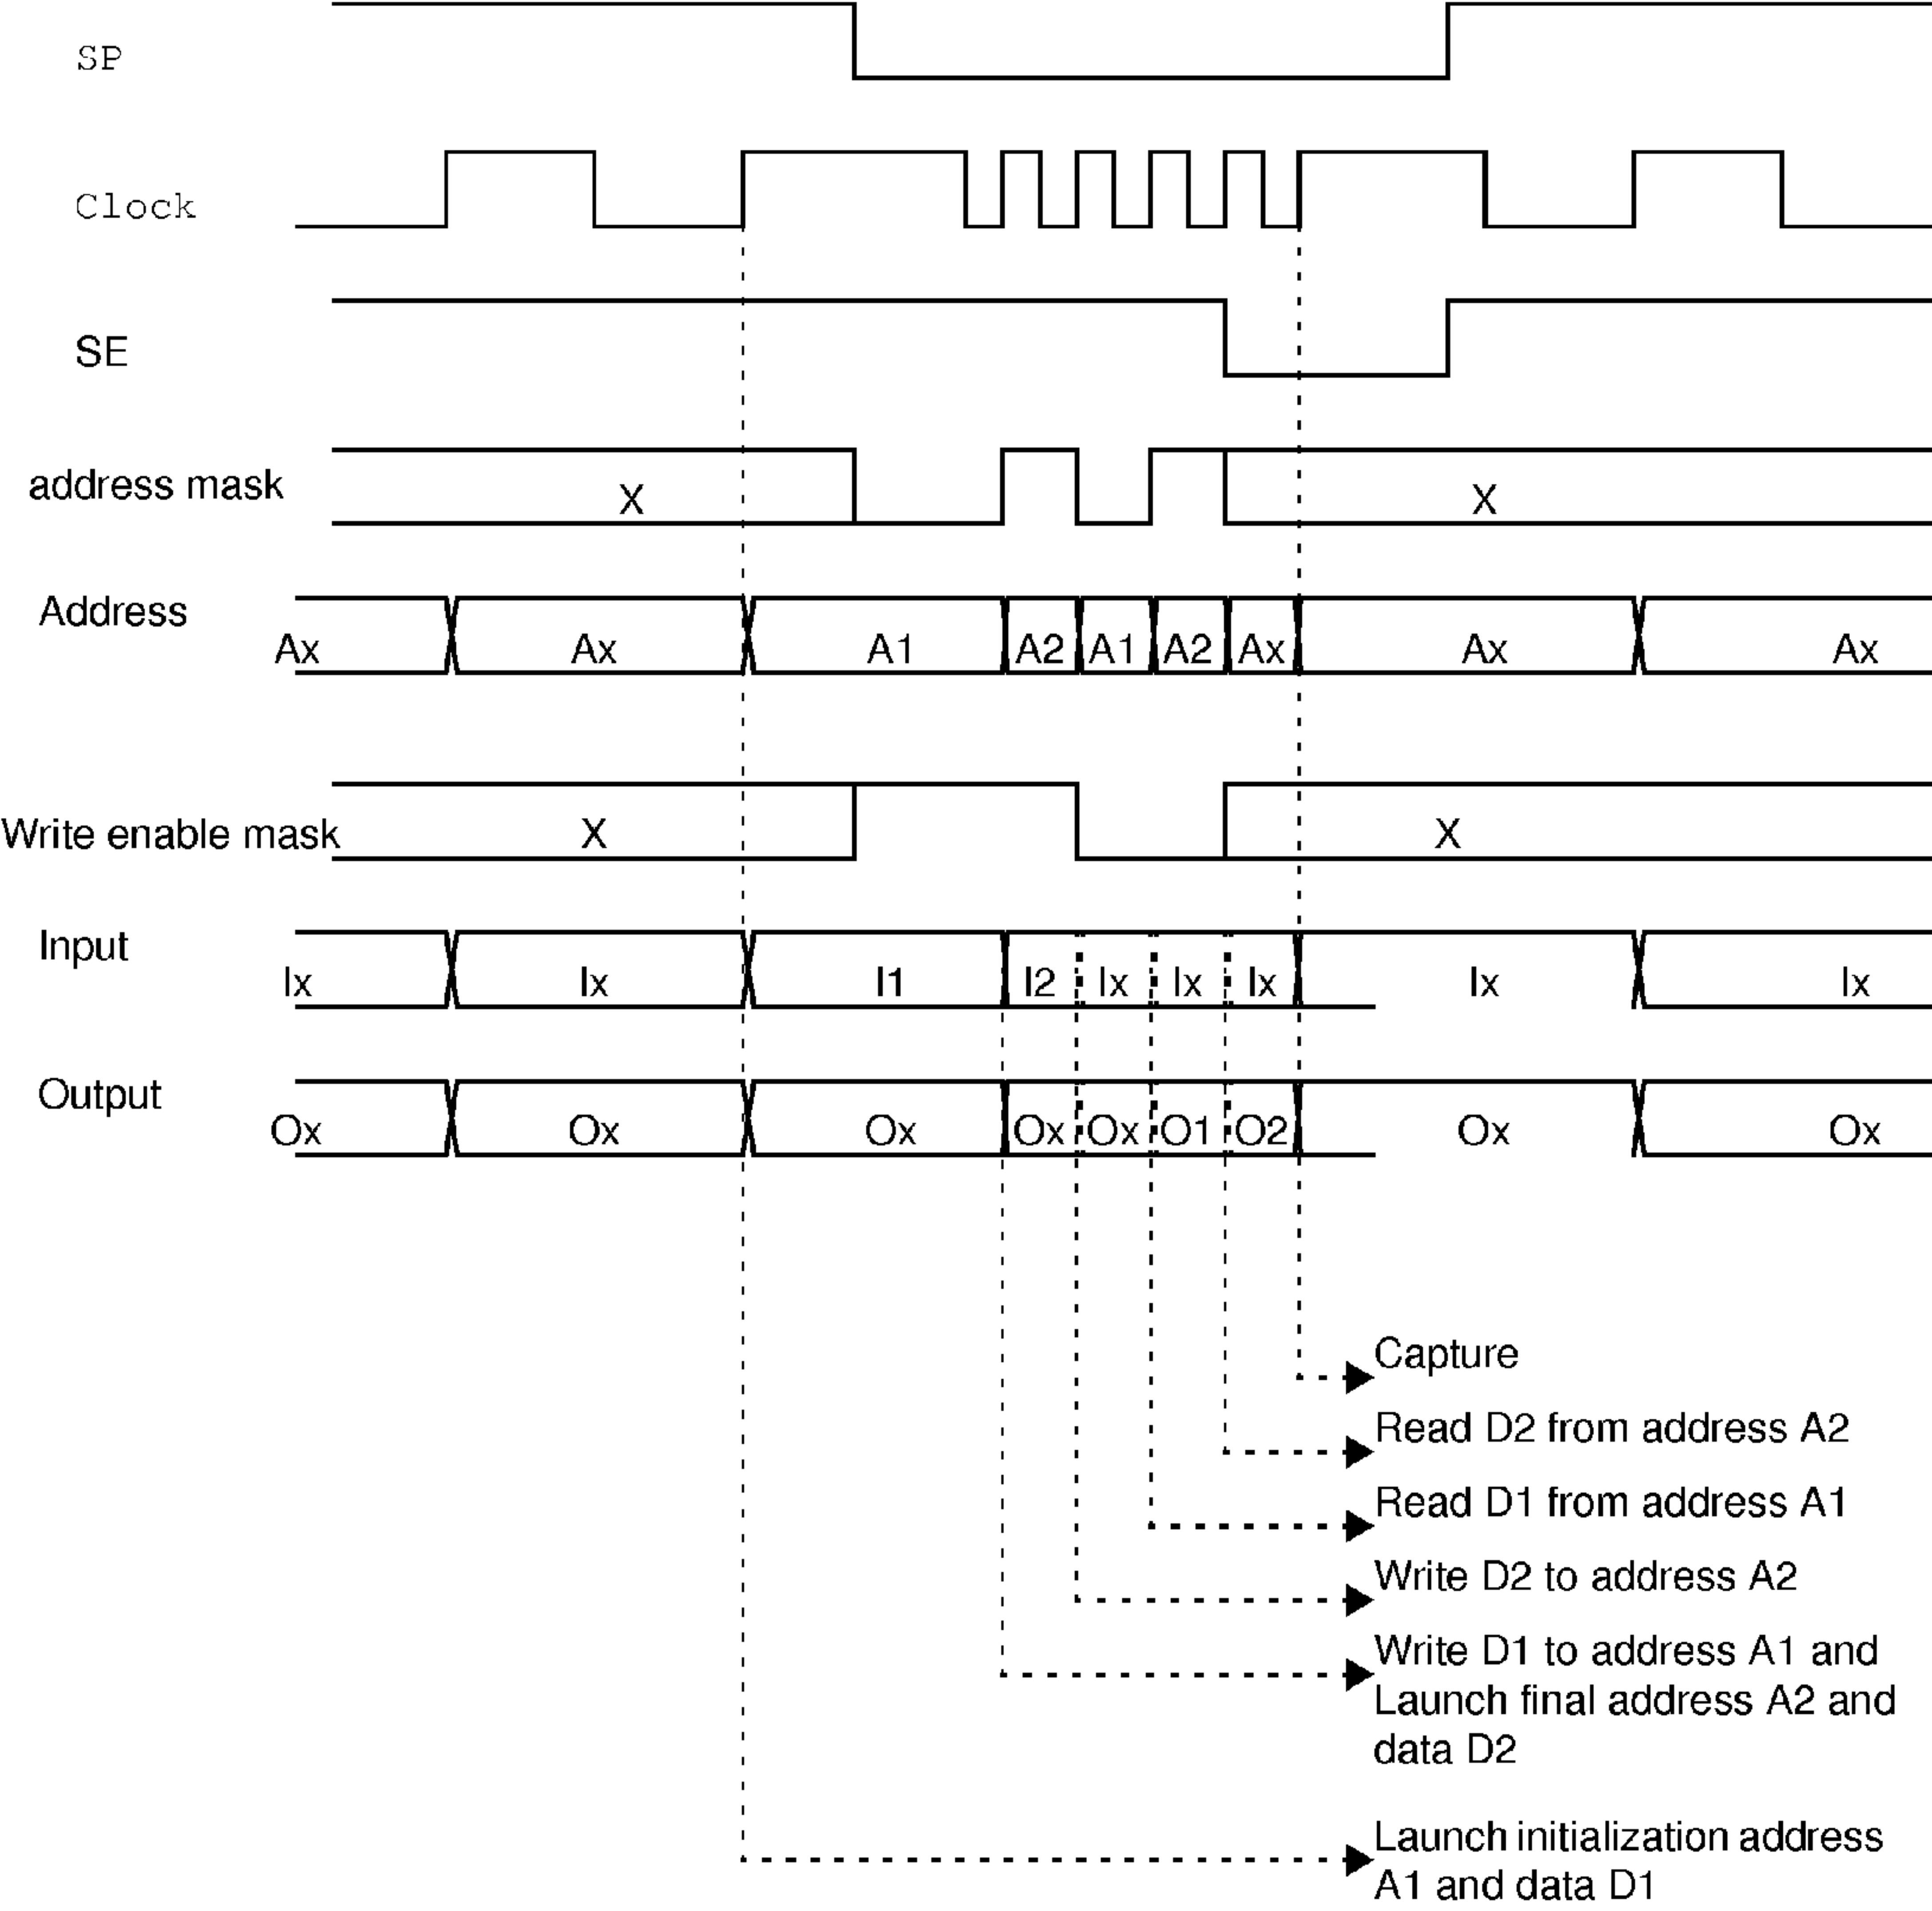 SP
Clock
SE
address mask
X X
Address
Ax Ax A1 A2 A1 A2 Ax Ax Ax
Write enable mask
X X
Input
Ix Ix I1 I2 Ix Ix Ix Ix Ix
Output
Ox Ox Ox Ox Ox O1 O2 Ox Ox
Capture
Read D2 from address A2
Read D1 from address A1
Write D2 to address A2
Write D1 to address A1 and
Launch final address A2 and
data D2
Launch initialization address
A1 and data D1